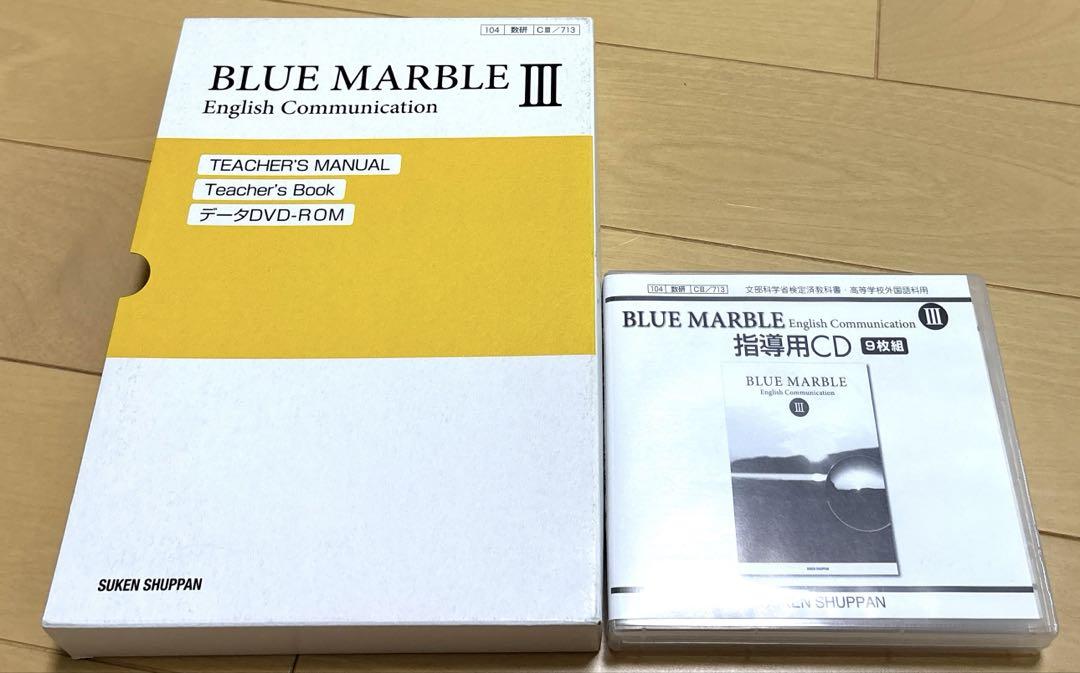 104 数研 CⅢ/713
BLUE MARBLE Ⅲ
English Communication
TEACHER'S MANUAL
Teacher's Book
データDVD-ROM
SUKEN SHUPPAN
104 数研 CⅢ/713 文部科学省検定済教科書・高等学校外国語科用
BLUE MARBLE English Communication Ⅲ
指導用CD 9枚組
BLUE MARBLE
English Communication
Ⅲ
SUKEN SHUPPAN
SUKEN SHUPPAN